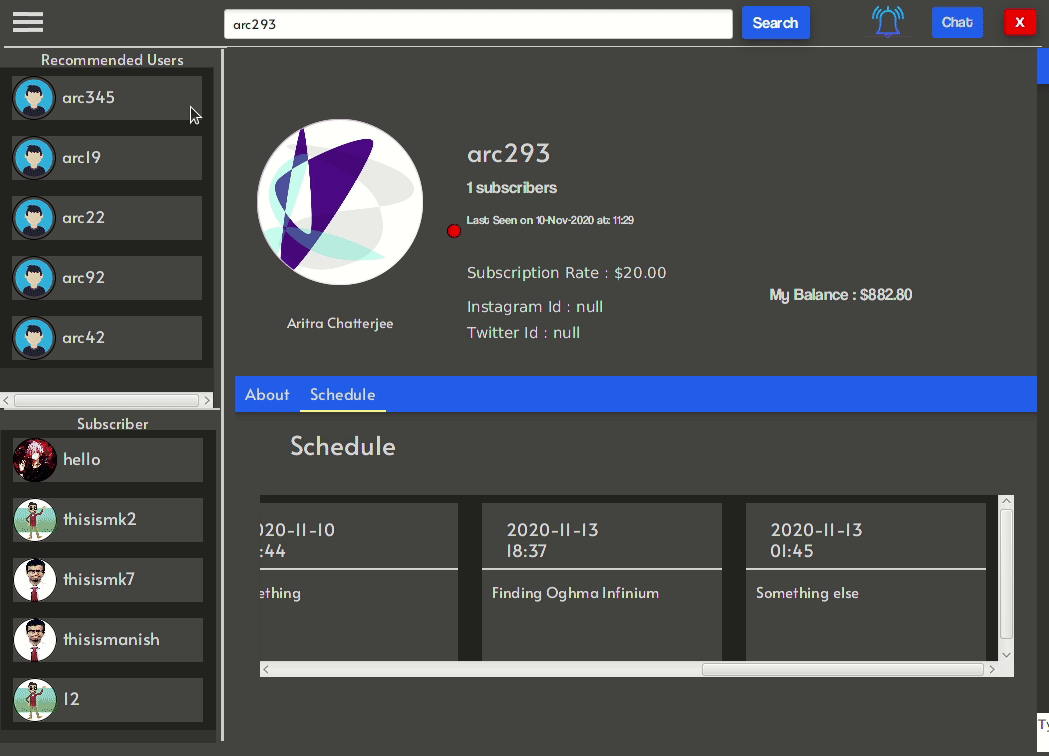 arc293
Search
Chat
X
Recommended Users
arc345
arc19
arc22
arc92
arc42
Subscriber
hello
thisismk2
thisismk7
thisismanish
12
arc293
1 subscribers
Last Seen on 10-Nov-2020 at: 11:29
Subscription Rate : $20.00
Instagram Id : null
Twitter Id : null
My Balance : $882.80
Aritra Chatterjee
About Schedule
Schedule
020-11-10
:44
ething
2020-11-13
18:37
Finding Oghma Infinium
2020-11-13
01:45
Something else
Ty